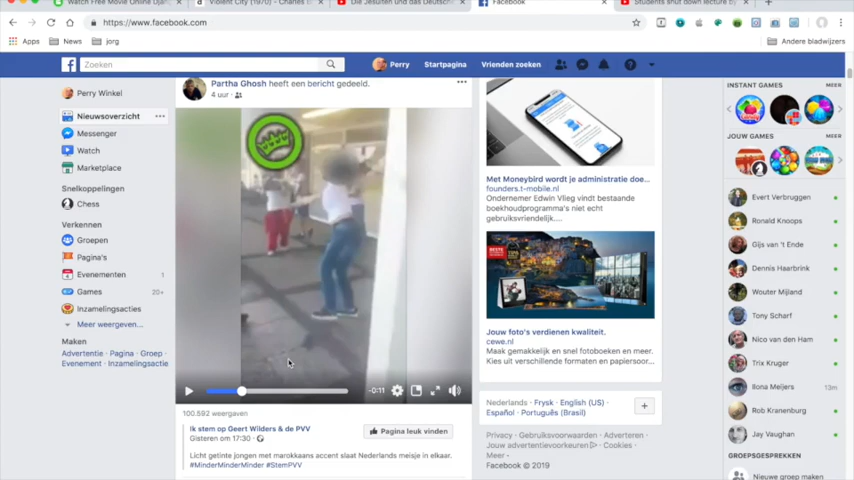 Watch Free Movie Online Djan
Violent City (1970) - Charles B
Die Jesuiten und das Deutsche
Facebook
Students shut down lecture by
https://www.facebook.com
Apps
News
jorg
Andere bladwijzers
Zoeken
Perry
Startpagina
Vrienden zoeken
Perry Winkel
Nieuwsoverzicht
Messenger
Watch
Marketplace
Snelkoppelingen
Chess
Verkennen
Groepen
Pagina's
Evenementen 1
Games 20+
Inzamelingsacties
Meer weergeven...
Maken
Advertentie · Pagina · Groep ·
Evenement · Inzamelingsactie
Partha Ghosh heeft een bericht gedeeld.
4 uur ·
-0:11
100.592 weergaven
Ik stem op Geert Wilders & de PVV
Gisteren om 17:30 ·
Pagina leuk vinden
Licht getinte jongen met marokkaans accent slaat Nederlands meisje in elkaar.
#MinderMinderMinder #StemPVV
Met Moneybird wordt je administratie doe...
founders.t-mobile.nl
Ondernemer Edwin Vlieg vindt bestaande
boekhoudprogramma's niet echt
gebruiksvriendelijk....
Jouw foto's verdienen kwaliteit.
cewe.nl
Maak gemakkelijk en snel fotoboeken en meer.
Kies uit verschillende formaten en papiersoor...
Nederlands · Frysk · English (US) ·
Español · Português (Brasil)
Privacy · Gebruiksvoorwaarden · Adverteren ·
Jouw advertentievoorkeuren · Cookies ·
Meer
Facebook © 2019
INSTANT GAMES MEER
JOUW GAMES MEER
Evert Verbruggen
Ronald Knoops
Gijs van 't Ende
Dennis Haarbrink
Wouter Mijland
Tony Scharf
Nico van den Ham
Trix Kruger
Ilona Meijers 13m
Rob Kranenburg
Jay Vaughan
GROEPSGESPREKKEN
Nieuwe groep maken